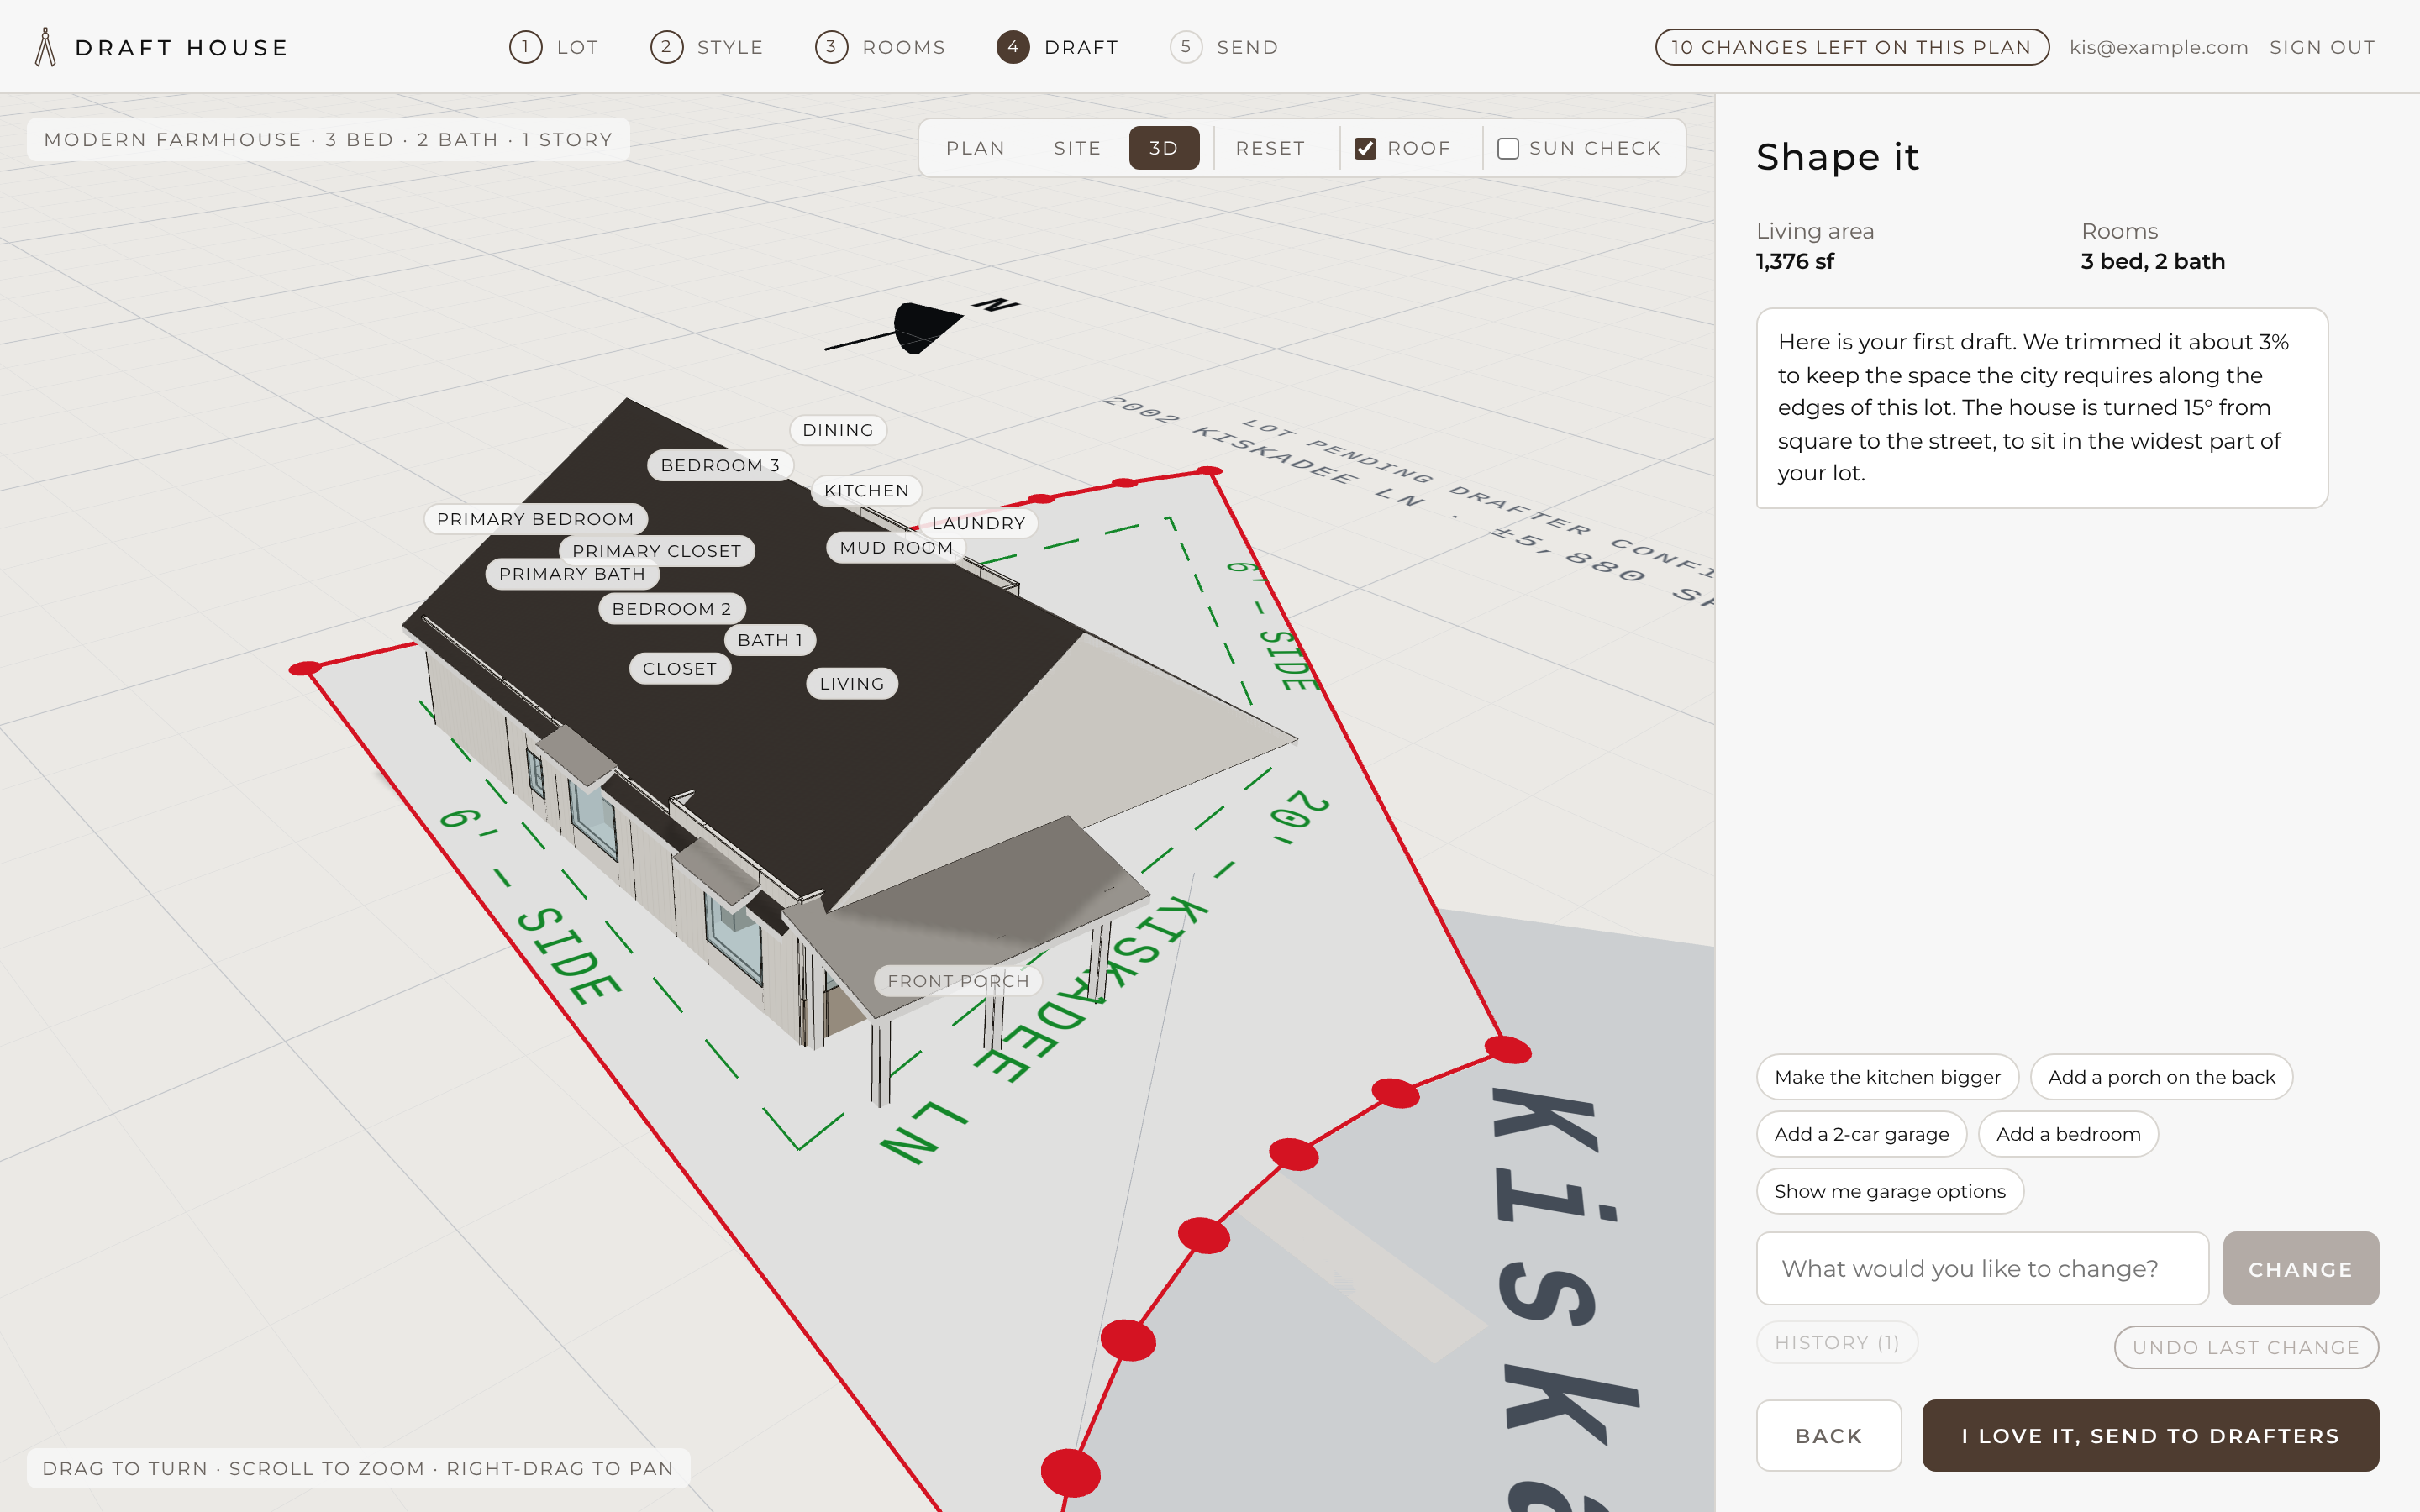 DRAFT HOUSE
1 LOT
2 STYLE
3 ROOMS
4 DRAFT
5 SEND
10 CHANGES LEFT ON THIS PLAN
kis@example.com
SIGN OUT
MODERN FARMHOUSE · 3 BED · 2 BATH · 1 STORY
PLAN
SITE
3D
RESET
ROOF
SUN CHECK
N
LOT PENDING DRAFTER
2002 KISKADEE LN · ±5,880
DINING
BEDROOM 3
KITCHEN
PRIMARY BEDROOM
LAUNDRY
PRIMARY CLOSET
MUD ROOM
PRIMARY BATH
BEDROOM 2
BATH 1
CLOSET
LIVING
FRONT PORCH
6' - SIDE
6' - SIDE
20' - KISKADEE LN
Kiska
DRAG TO TURN · SCROLL TO ZOOM · RIGHT-DRAG TO PAN
Shape it
Living area
1,376 sf
Rooms
3 bed, 2 bath
Here is your first draft. We trimmed it about 3%
to keep the space the city requires along the
edges of this lot. The house is turned 15° from
square to the street, to sit in the widest part of
your lot.
Make the kitchen bigger
Add a porch on the back
Add a 2-car garage
Add a bedroom
Show me garage options
What would you like to change?
CHANGE
HISTORY (1)
UNDO LAST CHANGE
BACK
I LOVE IT, SEND TO DRAFTERS